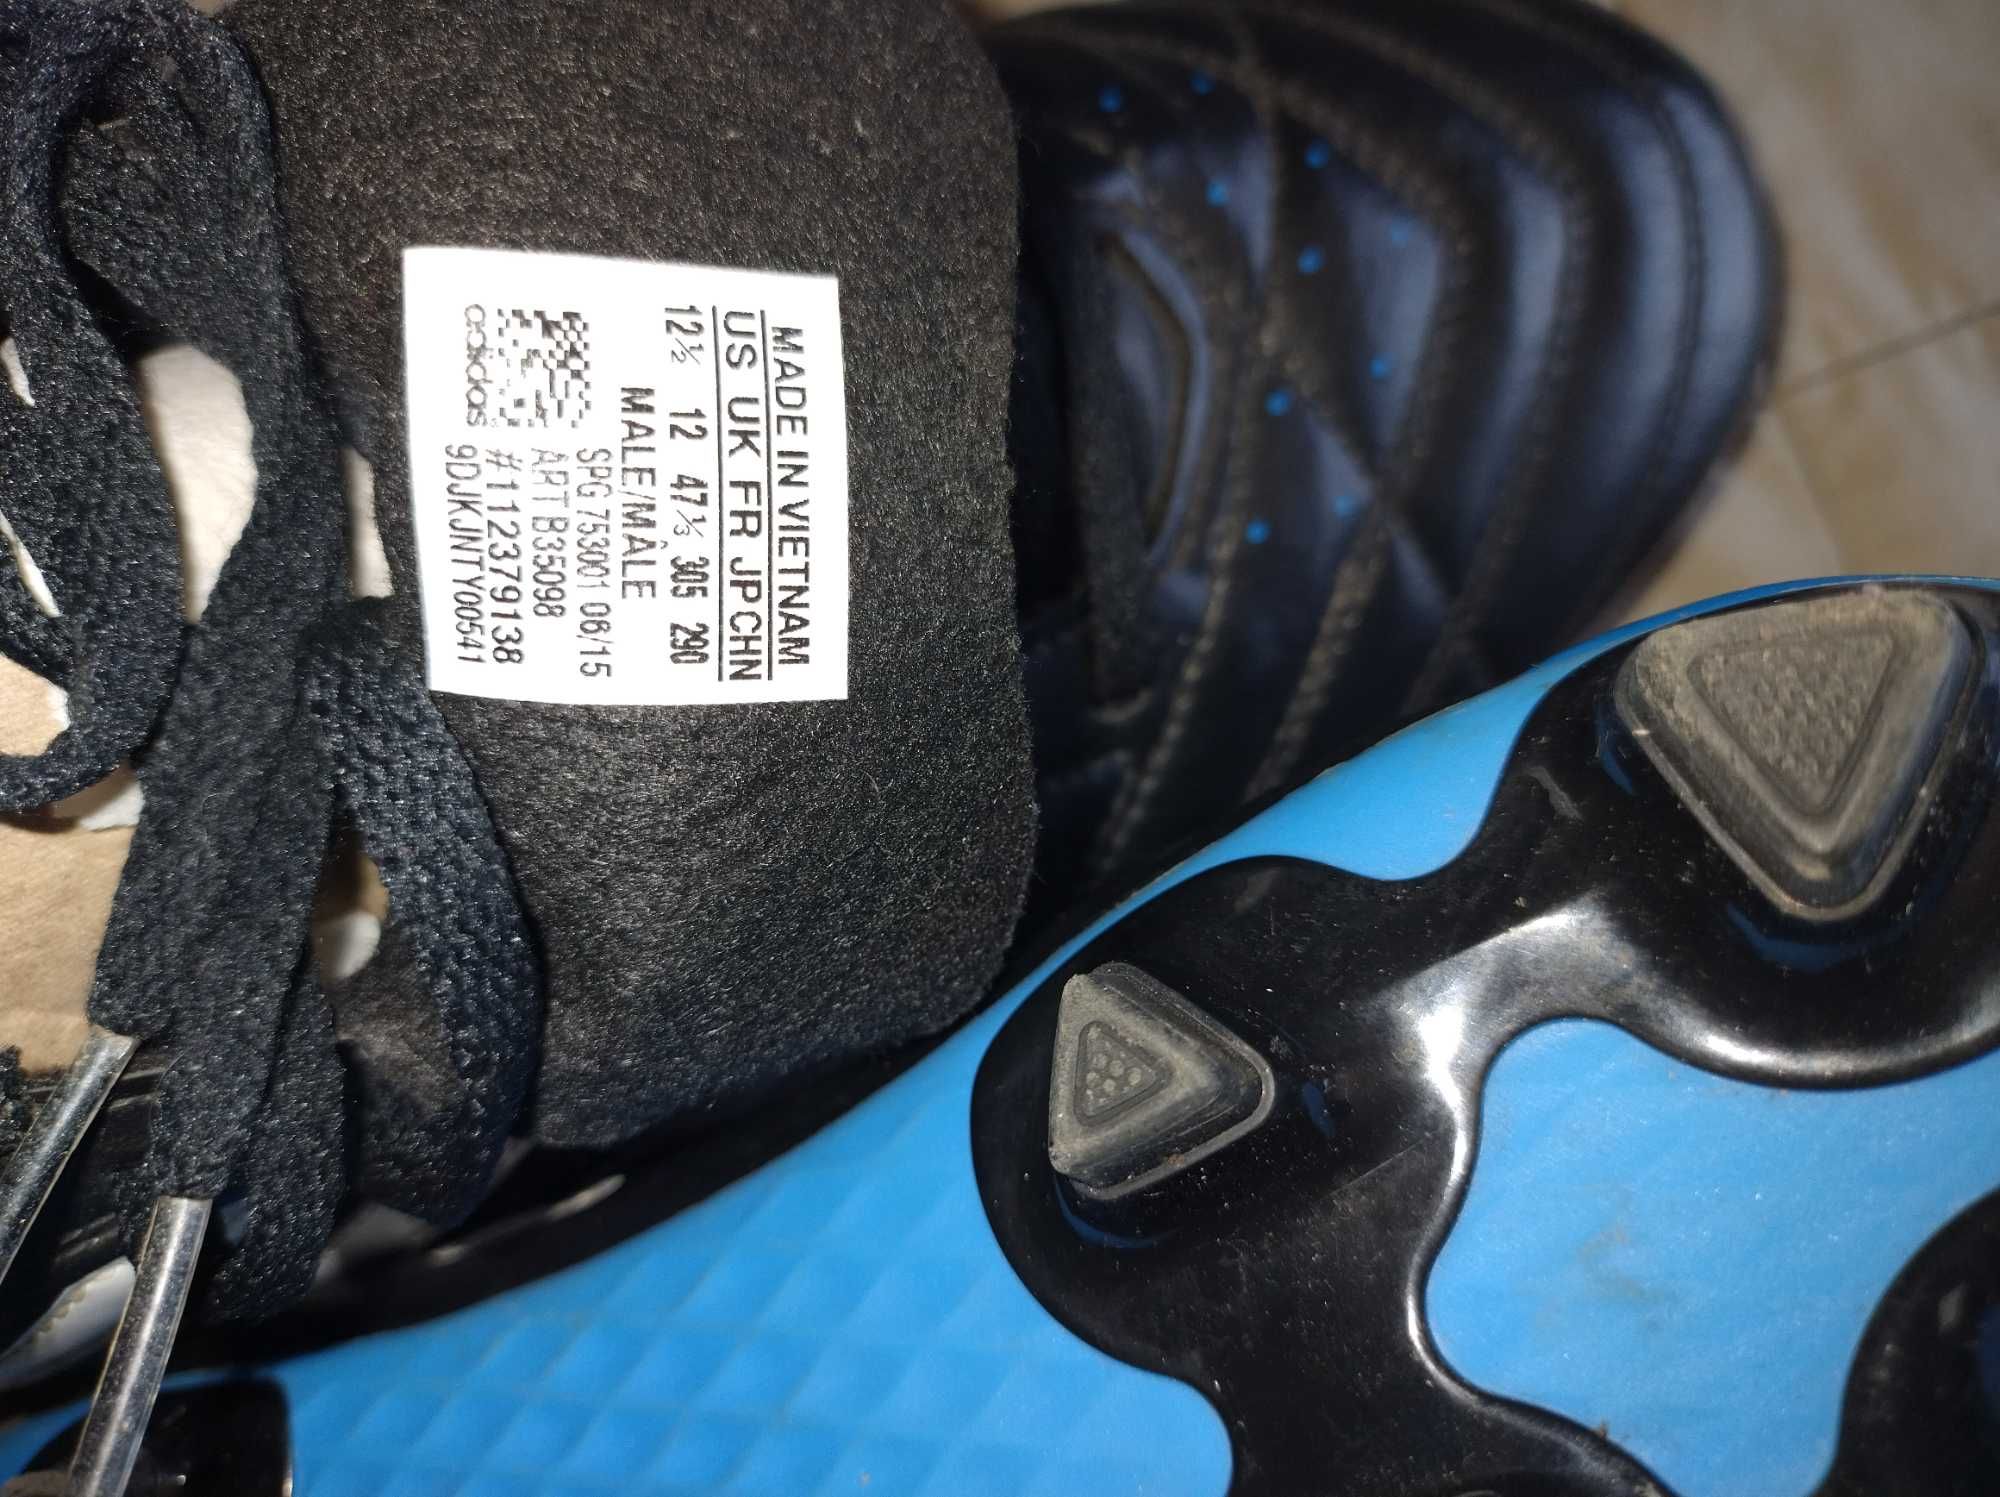 MADE IN VIETNAM
US UK FR JP CHN
12½ 12 47⅓ 305 290
MALE/MÂLE
SPG 753001 06/15
ART B35098
#112379138
adidas 9DJKJNTY00541